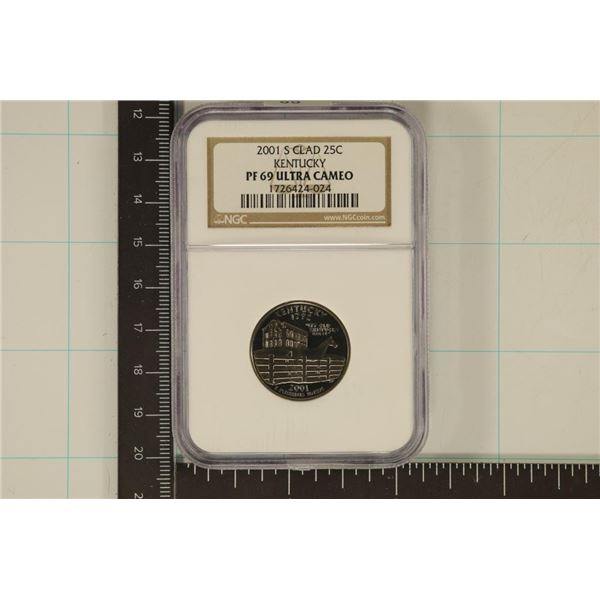 2001 S CLAD 25C
KENTUCKY
PF 69 ULTRA CAMEO
1726424-024
NGC
www.NGCcoin.com
KENTUCKY
1792
"MY OLD
KENTUCKY
HOME"
2001
E PLURIBUS UNUM
12
13
14
15
16
17
18
19
20